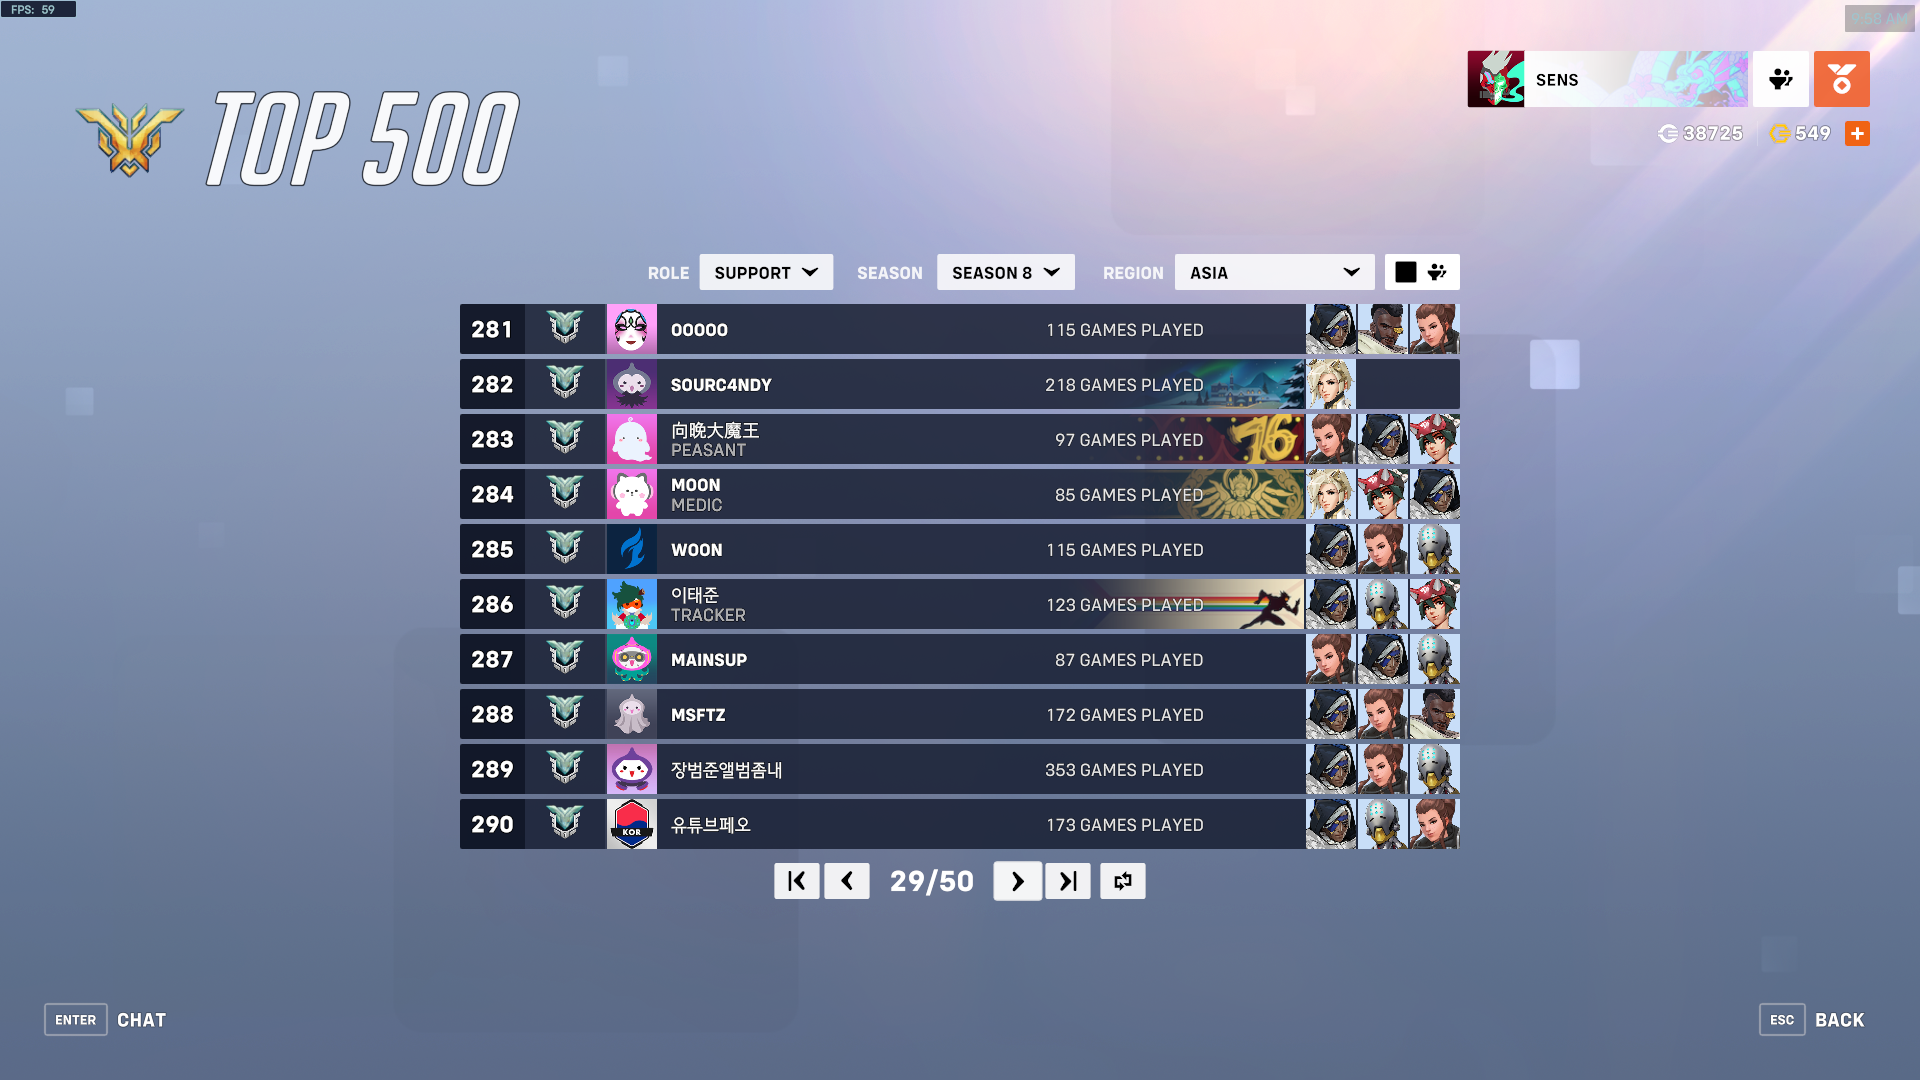 FPS: 59
9:58 AM
TOP 500
SENS
38725
549
ROLE SUPPORT SEASON SEASON 8 REGION ASIA
281 OOOOO 115 GAMES PLAYED
282 SOURC4NDY 218 GAMES PLAYED
283 向晚大魔王 97 GAMES PLAYED 76
PEASANT
284 MOON 85 GAMES PLAYED
MEDIC
285 WOON 115 GAMES PLAYED
286 이태준 123 GAMES PLAYED
TRACKER
287 MAINSUP 87 GAMES PLAYED
288 MSFTZ 172 GAMES PLAYED
289 장범준앨범좀내 353 GAMES PLAYED
290 KOR 유튜브페오 173 GAMES PLAYED
29/50
ENTER CHAT
ESC BACK